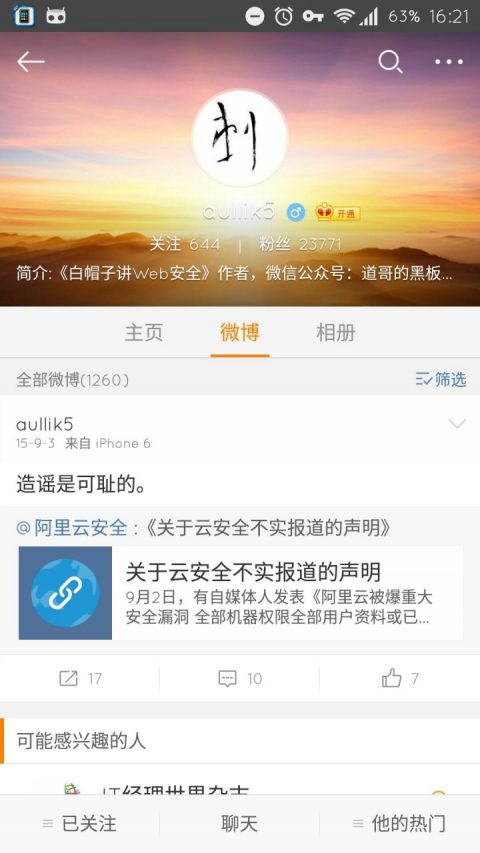 63% 16:21
刺
aullik5 开通
关注 644 | 粉丝 23771
简介:《白帽子讲Web安全》作者，微信公众号：道哥的黑板...
主页 微博 相册
全部微博(1260) 筛选
aullik5
15-9-3 来自 iPhone 6
造谣是可耻的。
@阿里云安全 :《关于云安全不实报道的声明》
关于云安全不实报道的声明
9月2日，有自媒体人发表《阿里云被爆重大
安全漏洞 全部机器权限全部用户资料或已...
17 10 7
可能感兴趣的人
IT经理世界杂志
已关注 聊天 他的热门